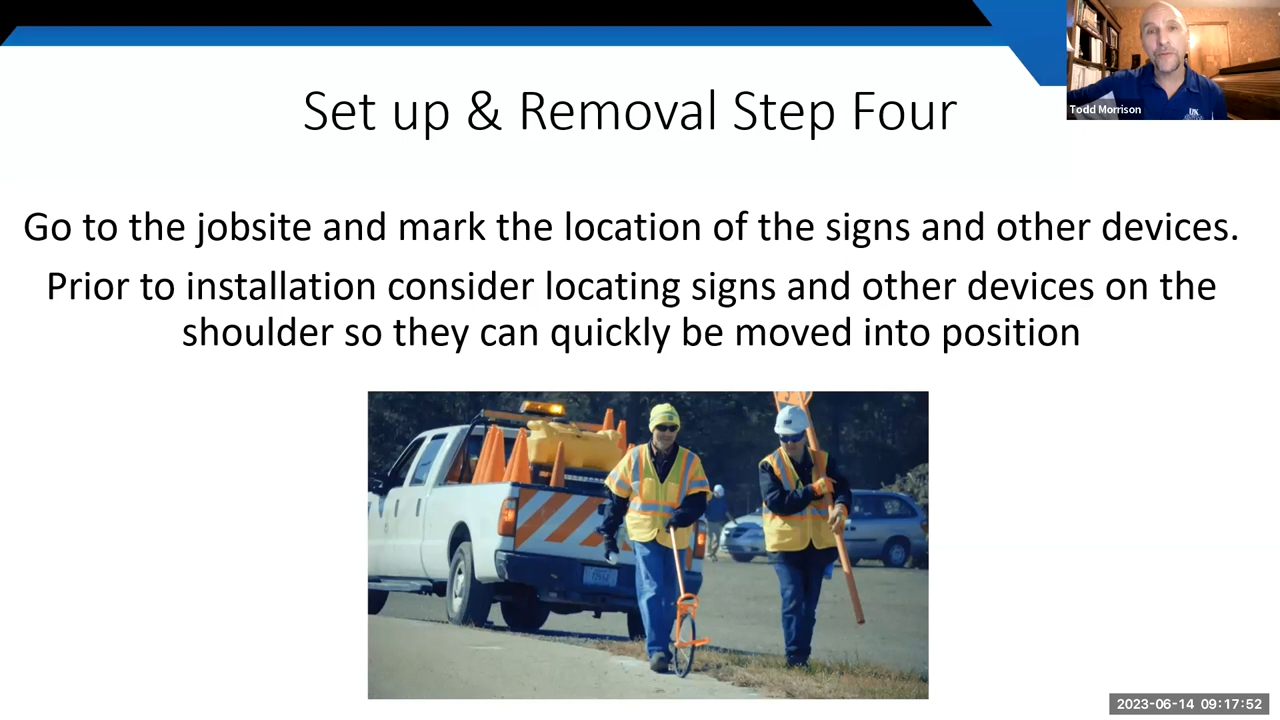 Set up & Removal Step Four
Todd Morrison
Go to the jobsite and mark the location of the signs and other devices.
Prior to installation consider locating signs and other devices on the
shoulder so they can quickly be moved into position
UK
2023-06-14 09:17:52